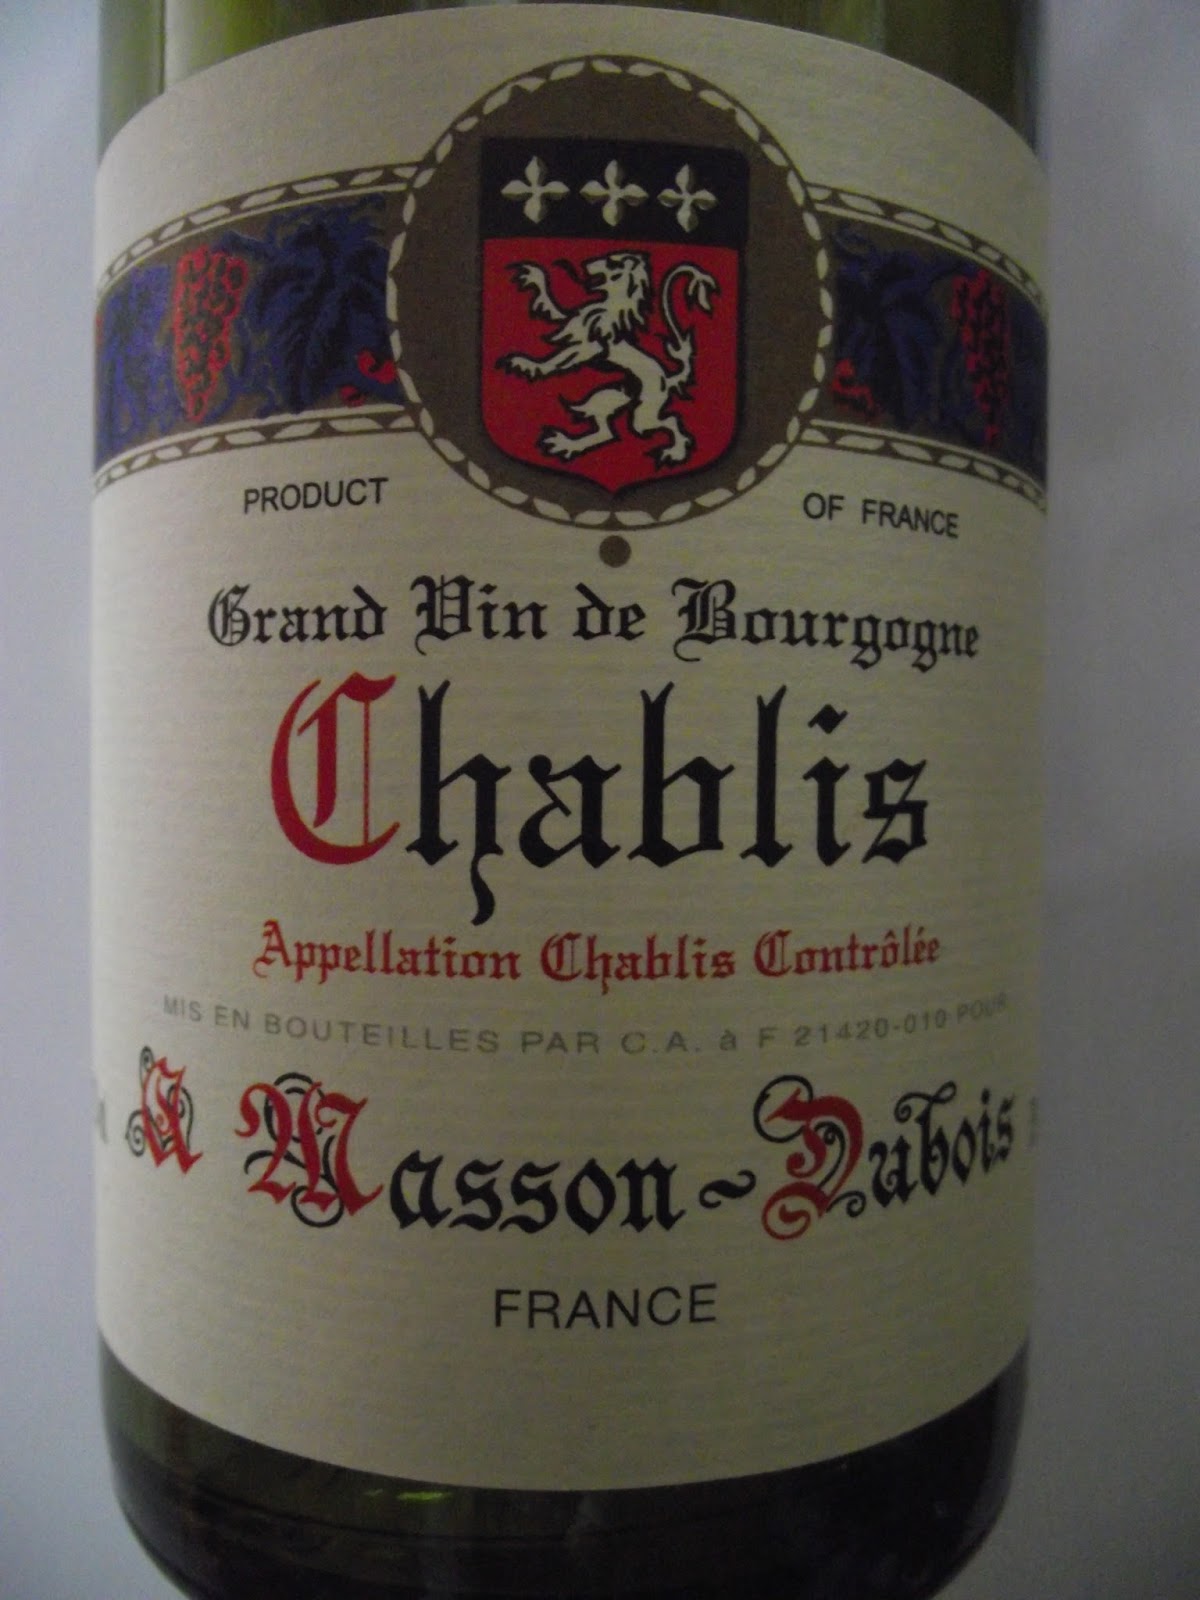 PRODUCT OF FRANCE
Grand Vin de Bourgogne
Chablis
Appellation Chablis Contrôlée
MIS EN BOUTEILLES PAR C.A. à F 21420-010 POUR
A Masson~Dubois
FRANCE